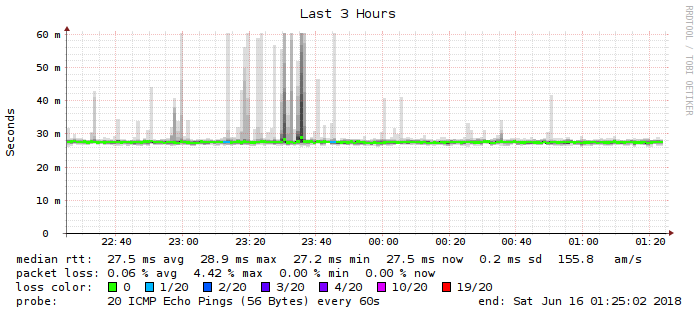 Last 3 Hours
RRDTOOL / TOBI OETIKER
Seconds
60 m
50 m
40 m
30 m
20 m
10 m
0
22:40 23:00 23:20 23:40 00:00 00:20 00:40 01:00 01:20
median rtt: 27.5 ms avg 28.9 ms max 27.2 ms min 27.5 ms now 0.2 ms sd 155.8 am/s
packet loss: 0.06 % avg 4.42 % max 0.00 % min 0.00 % now
loss color: 0 1/20 2/20 3/20 4/20 10/20 19/20
probe: 20 ICMP Echo Pings (56 Bytes) every 60s end: Sat Jun 16 01:25:02 2018